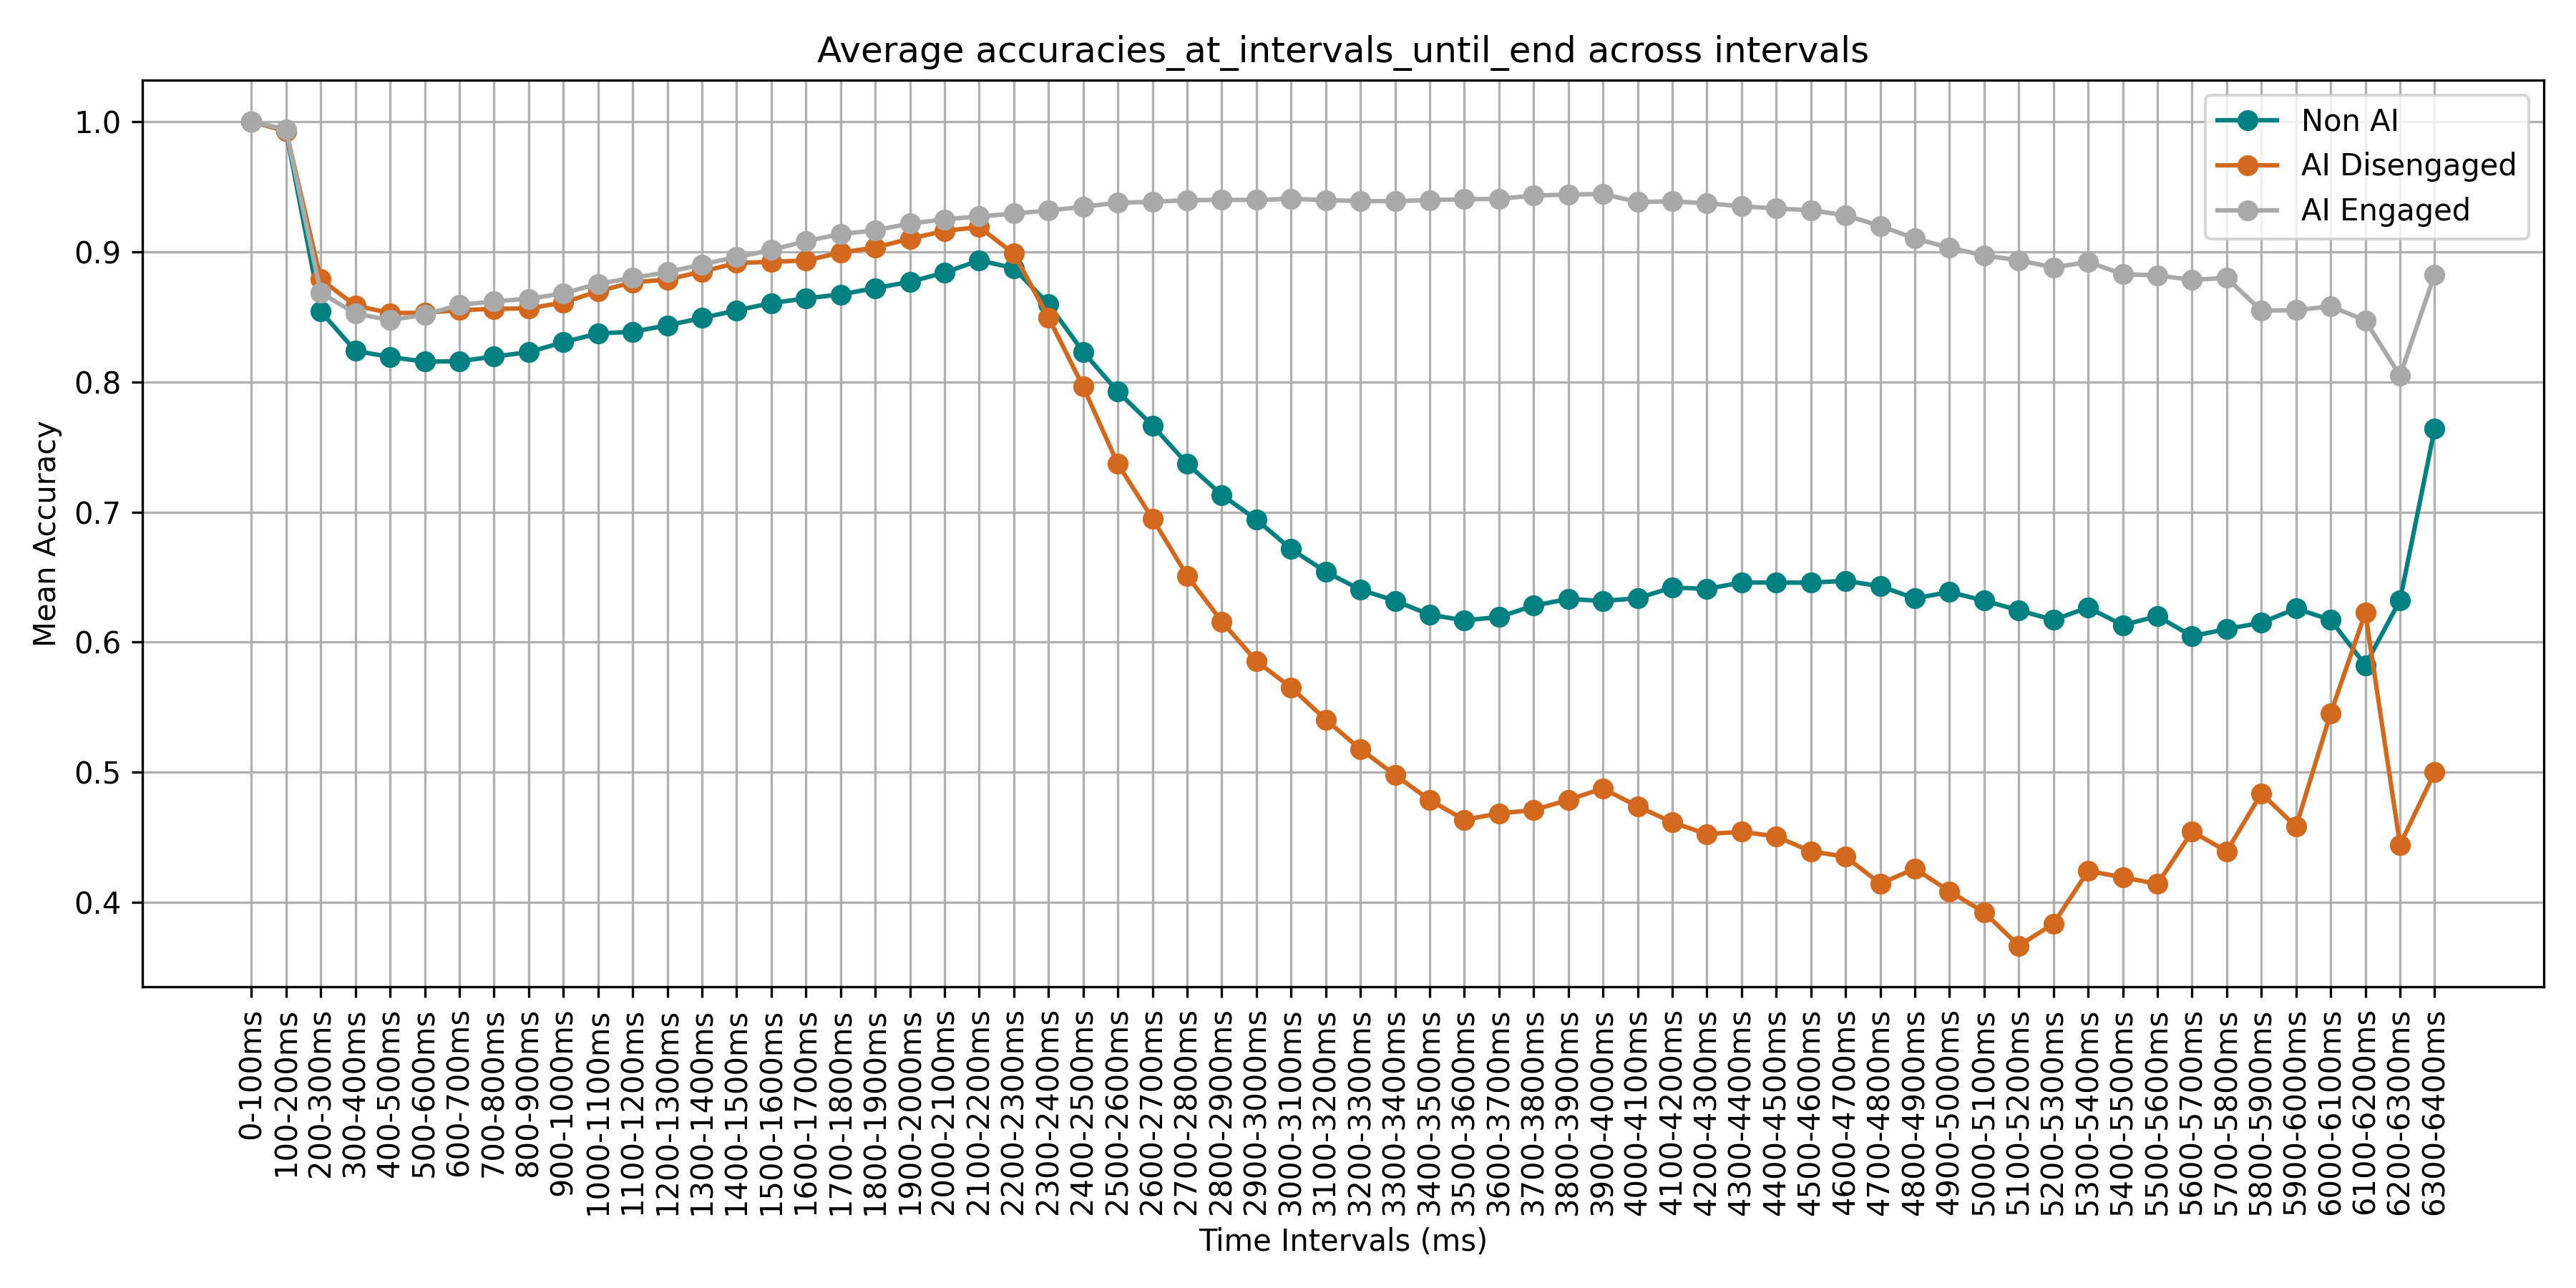 Average accuracies_at_intervals_until_end across intervals
Non AI
AI Disengaged
AI Engaged
Mean Accuracy
1.0
0.9
0.8
0.7
0.6
0.5
0.4
0-100ms
100-200ms
200-300ms
300-400ms
400-500ms
500-600ms
600-700ms
700-800ms
800-900ms
900-1000ms
1000-1100ms
1100-1200ms
1200-1300ms
1300-1400ms
1400-1500ms
1500-1600ms
1600-1700ms
1700-1800ms
1800-1900ms
1900-2000ms
2000-2100ms
2100-2200ms
2200-2300ms
2300-2400ms
2400-2500ms
2500-2600ms
2600-2700ms
2700-2800ms
2800-2900ms
2900-3000ms
3000-3100ms
3100-3200ms
3200-3300ms
3300-3400ms
3400-3500ms
3500-3600ms
3600-3700ms
3700-3800ms
3800-3900ms
3900-4000ms
4000-4100ms
4100-4200ms
4200-4300ms
4300-4400ms
4400-4500ms
4500-4600ms
4600-4700ms
4700-4800ms
4800-4900ms
4900-5000ms
5000-5100ms
5100-5200ms
5200-5300ms
5300-5400ms
5400-5500ms
5500-5600ms
5600-5700ms
5700-5800ms
5800-5900ms
5900-6000ms
6000-6100ms
6100-6200ms
6200-6300ms
6300-6400ms
Time Intervals (ms)